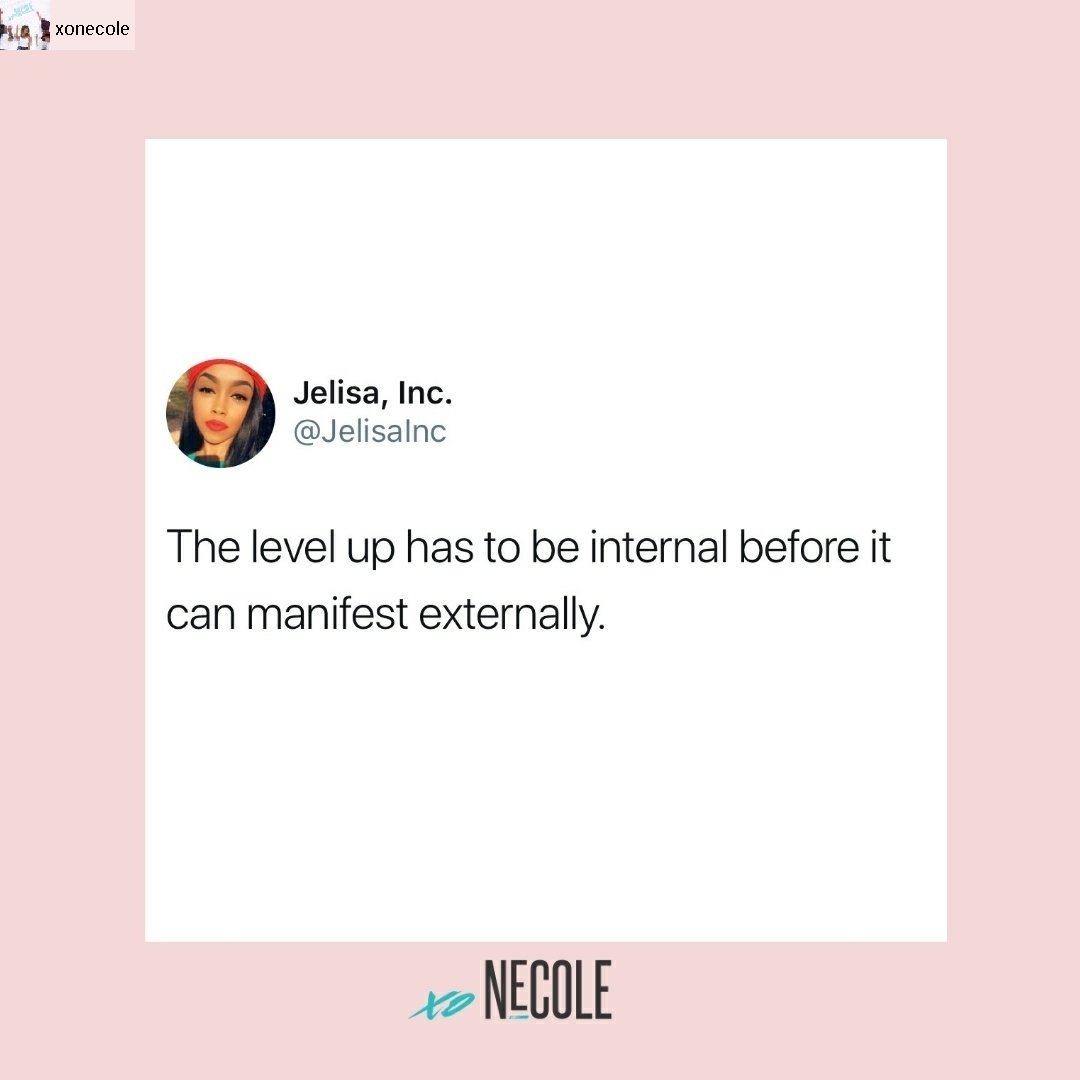 xonecole
Jelisa, Inc.
@JelisaInc
The level up has to be internal before it
can manifest externally.
xo NECOLE